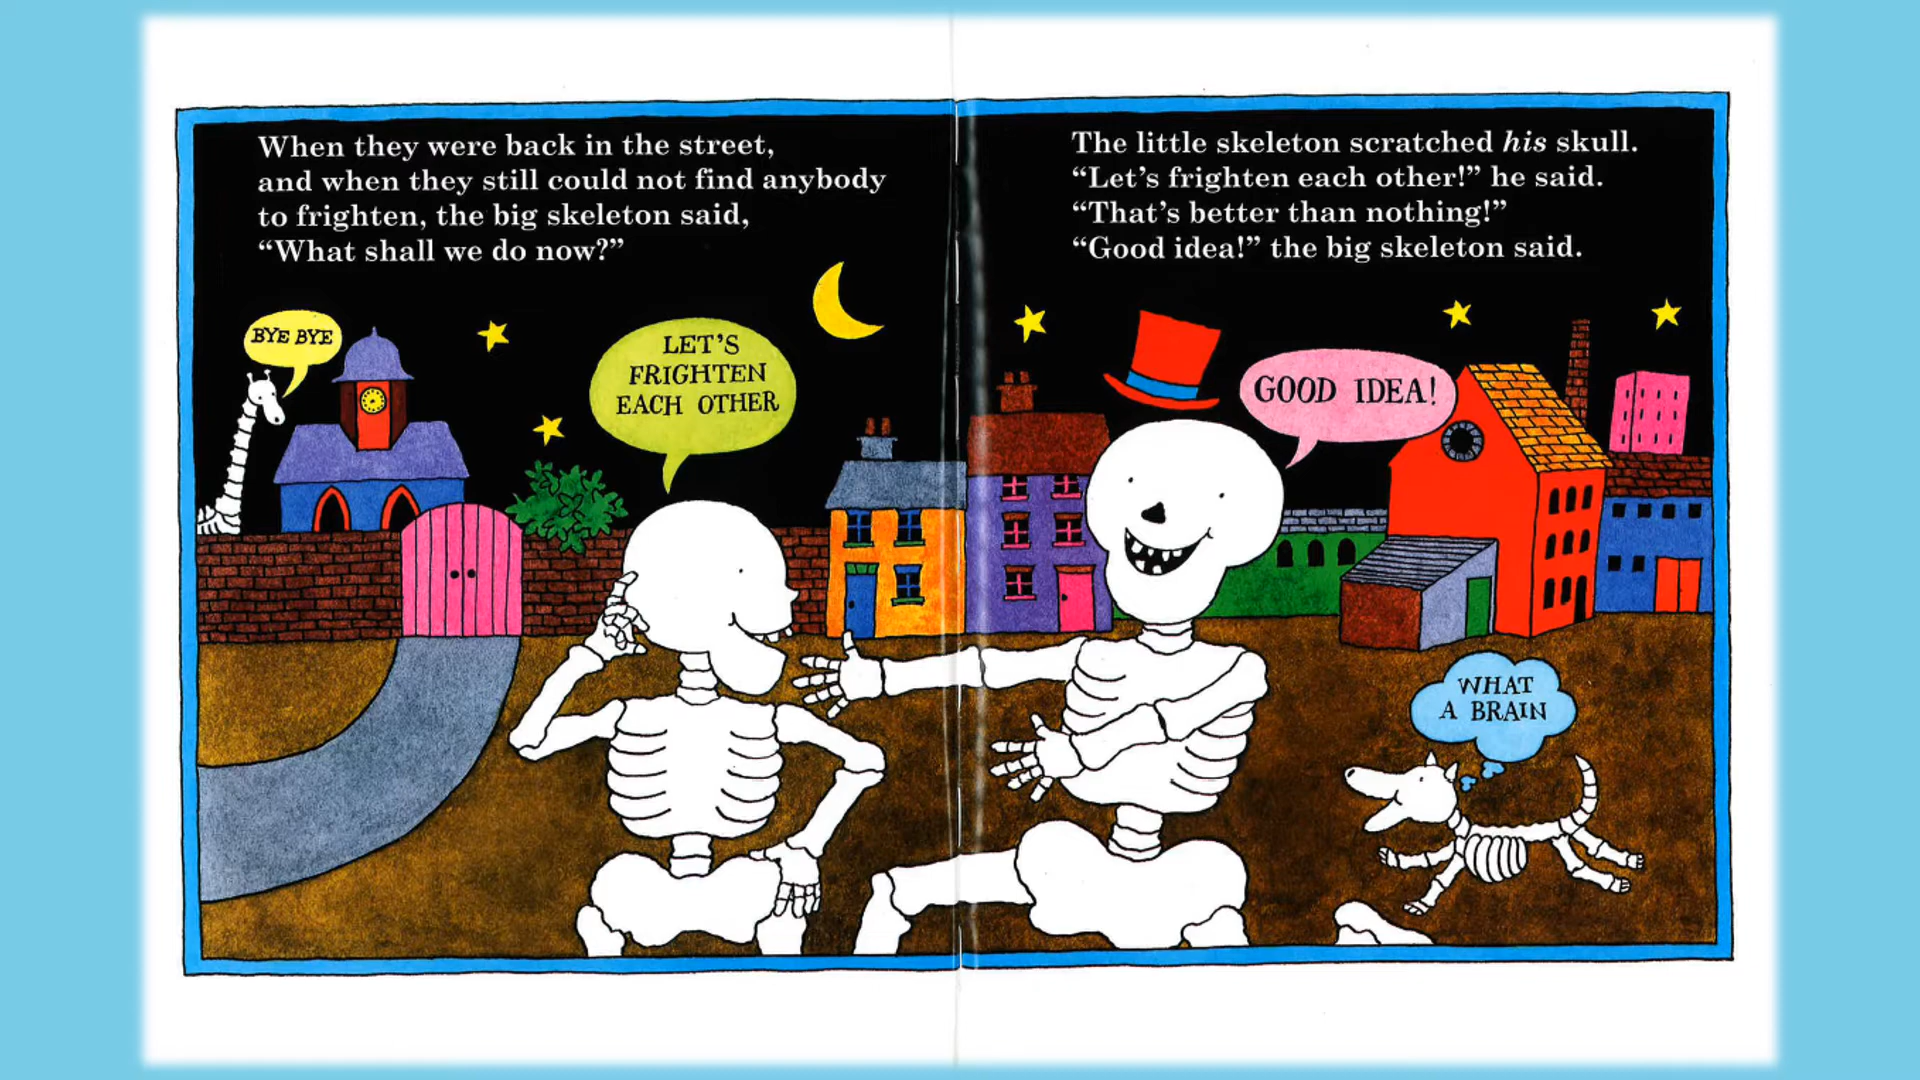 When they were back in the street,
and when they still could not find anybody
to frighten, the big skeleton said,
“What shall we do now?”
BYE BYE
LET'S
FRIGHTEN
EACH OTHER
The little skeleton scratched his skull.
“Let's frighten each other!” he said.
“That's better than nothing!”
“Good idea!” the big skeleton said.
GOOD IDEA!
WHAT
A BRAIN